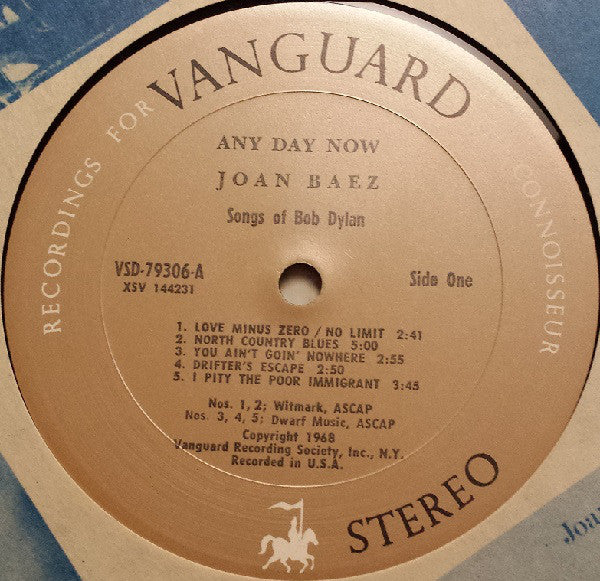 RECORDINGS FOR VANGUARD CONNOISSEUR
ANY DAY NOW
JOAN BAEZ
Songs of Bob Dylan
VSD-79306-A
XSV 144231
Side One
1. LOVE MINUS ZERO / NO LIMIT 2:41
2. NORTH COUNTRY BLUES 5:00
3. YOU AIN'T GOIN' NOWHERE 2:55
4. DRIFTER'S ESCAPE 2:50
5. I PITY THE POOR IMMIGRANT 3:45
Nos. 1, 2; Witmark, ASCAP
Nos. 3, 4, 5; Dwarf Music, ASCAP
Copyright 1968
Vanguard Recording Society, Inc., N.Y.
Recorded in U.S.A.
STEREO